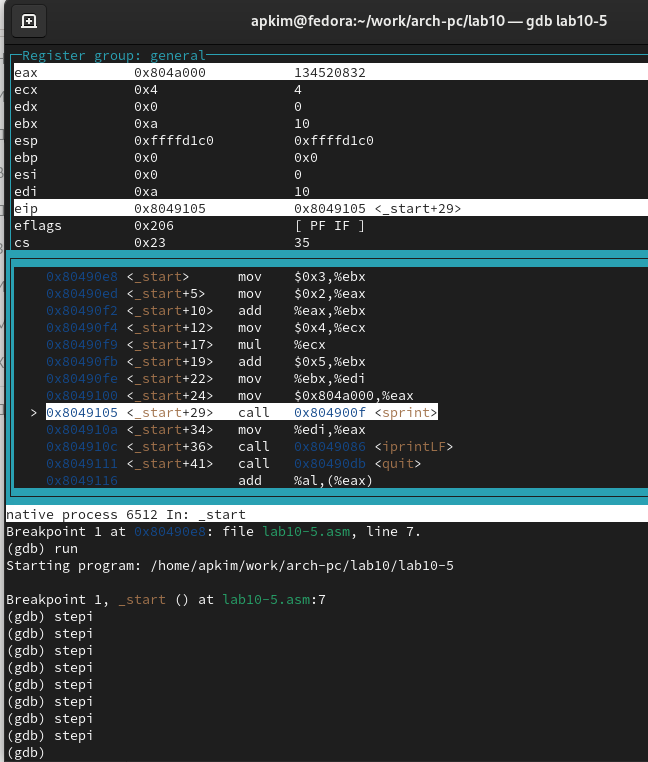 apkim@fedora:~/work/arch-pc/lab10 — gdb lab10-5
Register group: general
eax 0x804a000 134520832
ecx 0x4 4
edx 0x0 0
ebx 0xa 10
esp 0xffffd1c0 0xffffd1c0
ebp 0x0 0x0
esi 0x0 0
edi 0xa 10
eip 0x8049105 0x8049105 <_start+29>
eflags 0x206 [ PF IF ]
cs 0x23 35
0x80490e8 <_start> mov $0x3,%ebx
0x80490ed <_start+5> mov $0x2,%eax
0x80490f2 <_start+10> add %eax,%ebx
0x80490f4 <_start+12> mov $0x4,%ecx
0x80490f9 <_start+17> mul %ecx
0x80490fb <_start+19> add $0x5,%ebx
0x80490fe <_start+22> mov %ebx,%edi
0x8049100 <_start+24> mov $0x804a000,%eax
> 0x8049105 <_start+29> call 0x804900f <sprint>
0x804910a <_start+34> mov %edi,%eax
0x804910c <_start+36> call 0x8049086 <iprintLF>
0x8049111 <_start+41> call 0x80490db <quit>
0x8049116 add %al,(%eax)
native process 6512 In: _start
Breakpoint 1 at 0x80490e8: file lab10-5.asm, line 7.
(gdb) run
Starting program: /home/apkim/work/arch-pc/lab10/lab10-5
Breakpoint 1, _start () at lab10-5.asm:7
(gdb) stepi
(gdb) stepi
(gdb) stepi
(gdb) stepi
(gdb) stepi
(gdb) stepi
(gdb) stepi
(gdb) stepi
(gdb)